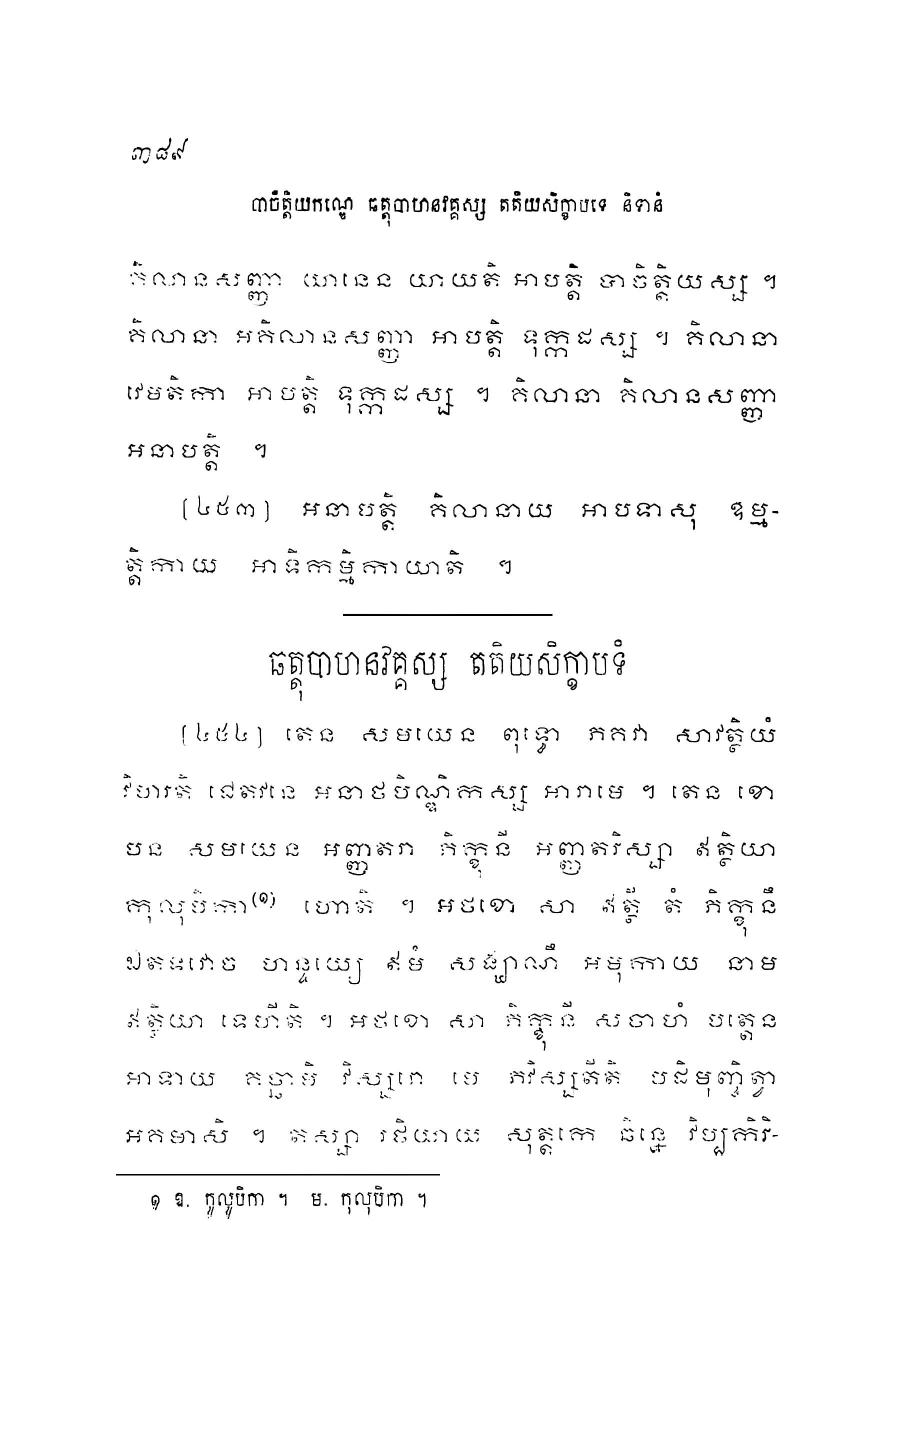 ៣៨៩
បាចិត្តិយកណ្ឌេ ឆត្តុបាហនវគ្គស្ស តតិយសិក្ខាបទេ និទានំ
គិលានសញ្ញា យានេន យាយតិ អាបត្តិ បាចិត្តិយស្ស ។
គិលានា អគិលានសញ្ញា អាបត្តិ ទុក្កដស្ស ។ គិលានា
វេមតិកា អាបត្តិ ទុក្កដស្ស ។ គិលានា គិលានសញ្ញា
អនាបត្តិ ។
(៤៥៣) អនាបត្តិ គិលានាយ អាបទាសុ ឧម្ម-
ត្តិកាយ អាទិកម្មិកាយាតិ ។
ឆត្តុបាហនវគ្គស្ស តតិយសិក្ខាបទំ
(៤៥៤) តេន សមយេន ពុទ្ធោ ភគវា សាវត្ថិយំ
វិហរតិ ជេតវនេ អនាថបិណ្ឌិកស្ស អារាមេ ។ តេន ខោ
បន សមយេន អញ្ញតរា ភិក្ខុនី អញ្ញតរិស្សា ឥត្ថិយា
កុលុបិកា(១) ហោតិ ។ អថខោ សា ឥត្ថី តំ ភិក្ខុនឹ
ឯតទវោច ហន្ទយ្យេ ឥមំ សង្ឃាណឹ អមុកាយ នាម
ឥត្ថិយា ទេហីតិ ។ អថខោ សា ភិក្ខុនី សចាហំ បត្តេន
អាទាយ គច្ឆាមិ វិស្សរោ មេ ភវិស្សតីតិ បដិមុញ្ចិត្វា
អគមាសិ ។ តស្សា រថិយាយ សុត្តកេ ឆិន្នេ វិប្បកិរិ-
១ ឱ. កូលូបិកា ។ ម. កុលុបិកា ។